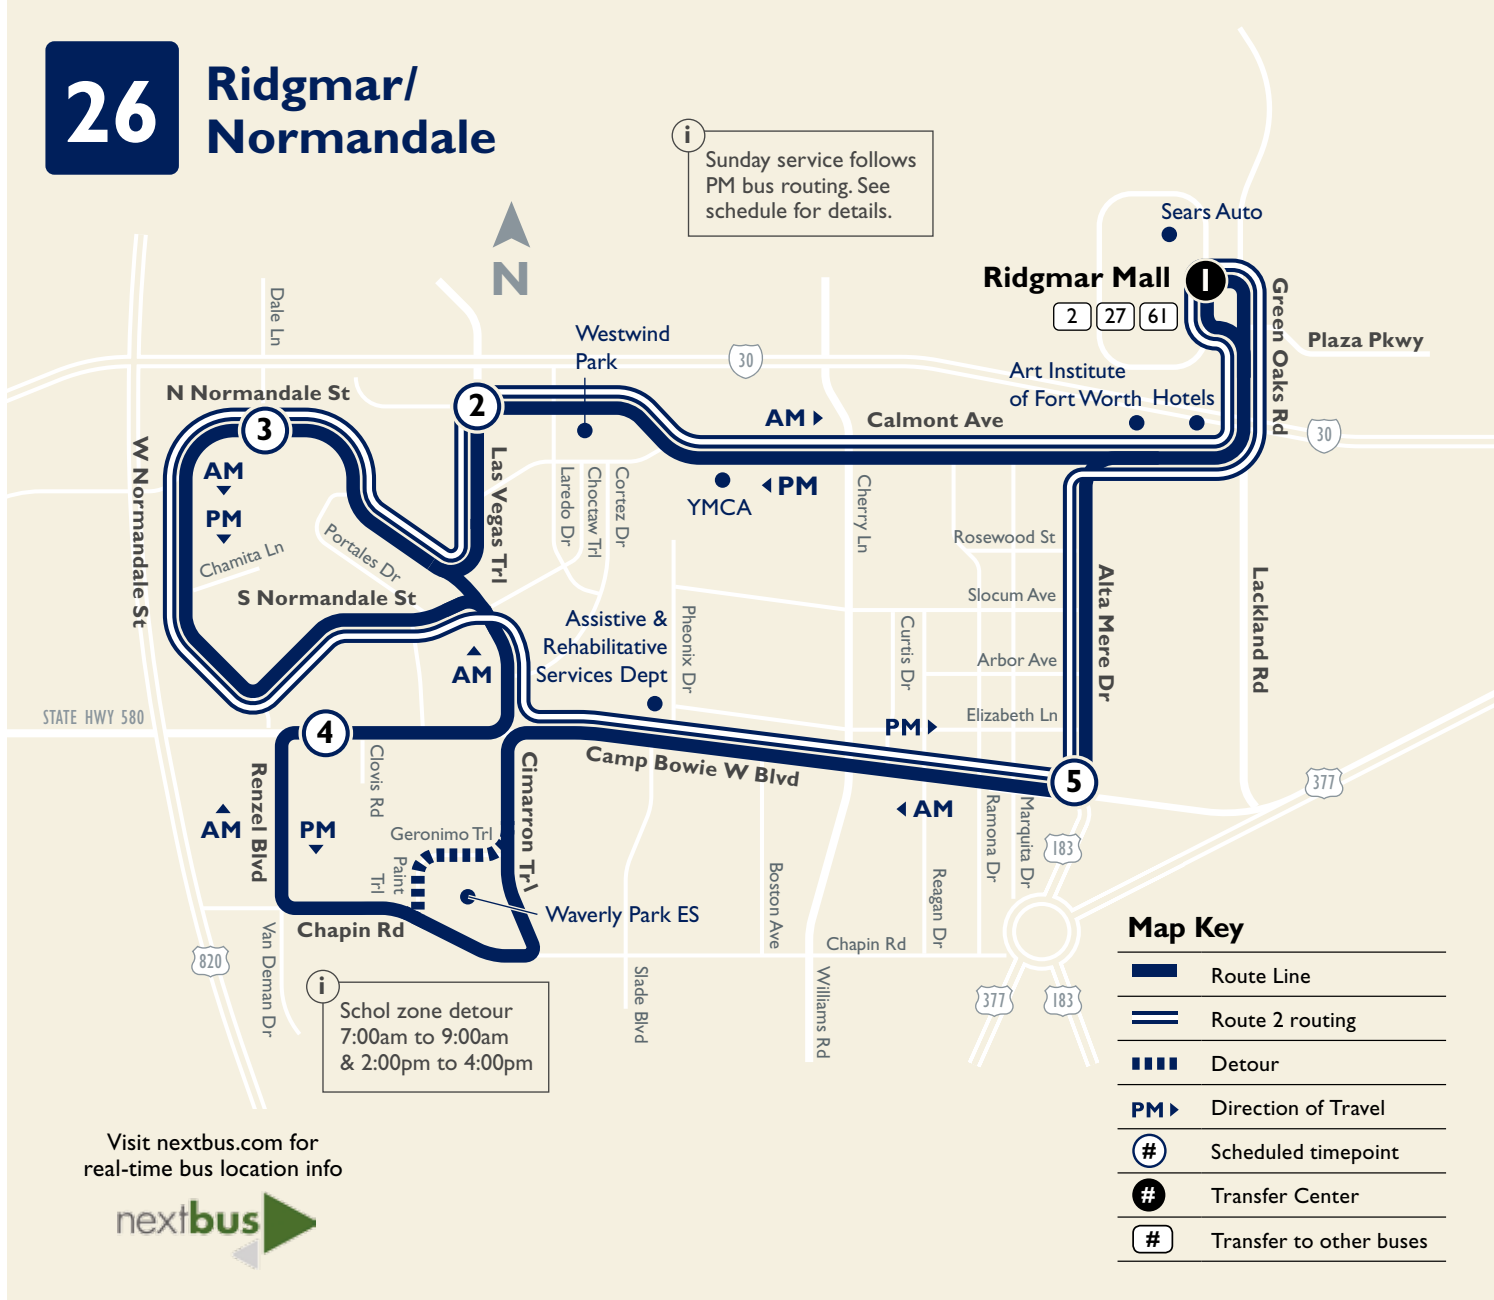 26
Ridgmar/
Normandale
i
Sunday service follows
PM bus routing. See
schedule for details.
N
Sears Auto
Ridgmar Mall
1
2 27 61
Green Oaks Rd
Plaza Pkwy
Dale Ln
Westwind
Park
30
Art Institute
of Fort Worth
Hotels
N Normandale St
2
3
AM
Calmont Ave
30
W Normandale St
AM
PM
Las Vegas Trl
Laredo Dr
Choctaw Trl
Cortez Dr
YMCA
PM
Cherry Ln
Portales Dr
Chamita Ln
Rosewood St
S Normandale St
Slocum Ave
Alta Mere Dr
Lackland Rd
Assistive &
Rehabilitative
Services Dept
Pheonix Dr
Curtis Dr
Arbor Ave
AM
STATE HWY 580
4
Elizabeth Ln
PM
Camp Bowie W Blvd
5
377
Renzel Blvd
Clovis Rd
Cimarron Tr\
AM
PM
AM
Geronimo Trl
Paint
Trl
Ramona Dr
Marquita Dr
183
Waverly Park ES
Boston Ave
Reagan Dr
Chapin Rd
Chapin Rd
820
Van Deman Dr
Slade Blvd
Williams Rd
377
183
i
Schol zone detour
7:00am to 9:00am
& 2:00pm to 4:00pm
Map Key
Route Line
Route 2 routing
Detour
PM Direction of Travel
# Scheduled timepoint
# Transfer Center
# Transfer to other buses
Visit nextbus.com for
real-time bus location info
nextbus